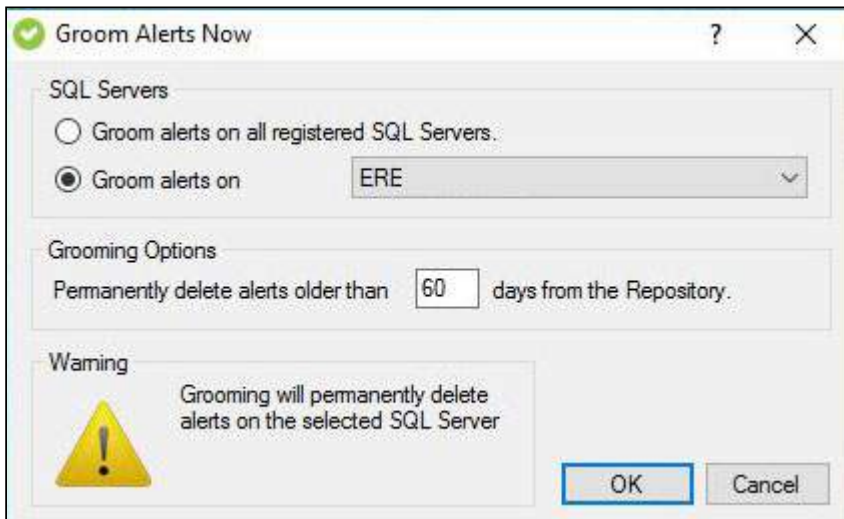 Groom Alerts Now
?
SQL Servers
Groom alerts on all registered SQL Servers.
Groom alerts on ERE
Grooming Options
Permanently delete alerts older than 60 days from the Repository.
Warning
Grooming will permanently delete
alerts on the selected SQL Server
OK Cancel